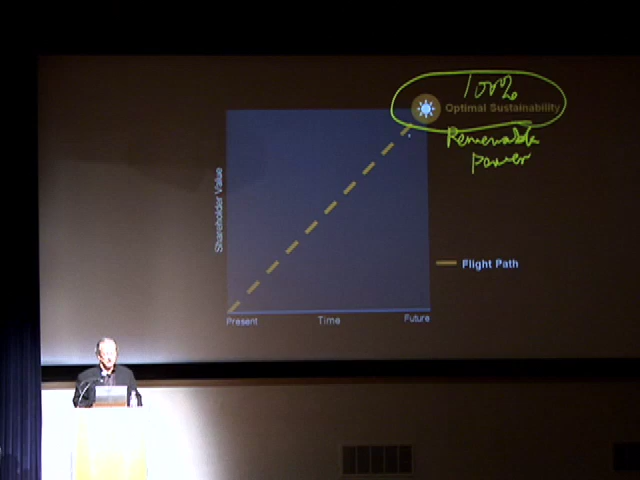 100%
Optimal Sustainability
Renewable
Power
Shareholder Value
Flight Path
Present
Time
Future